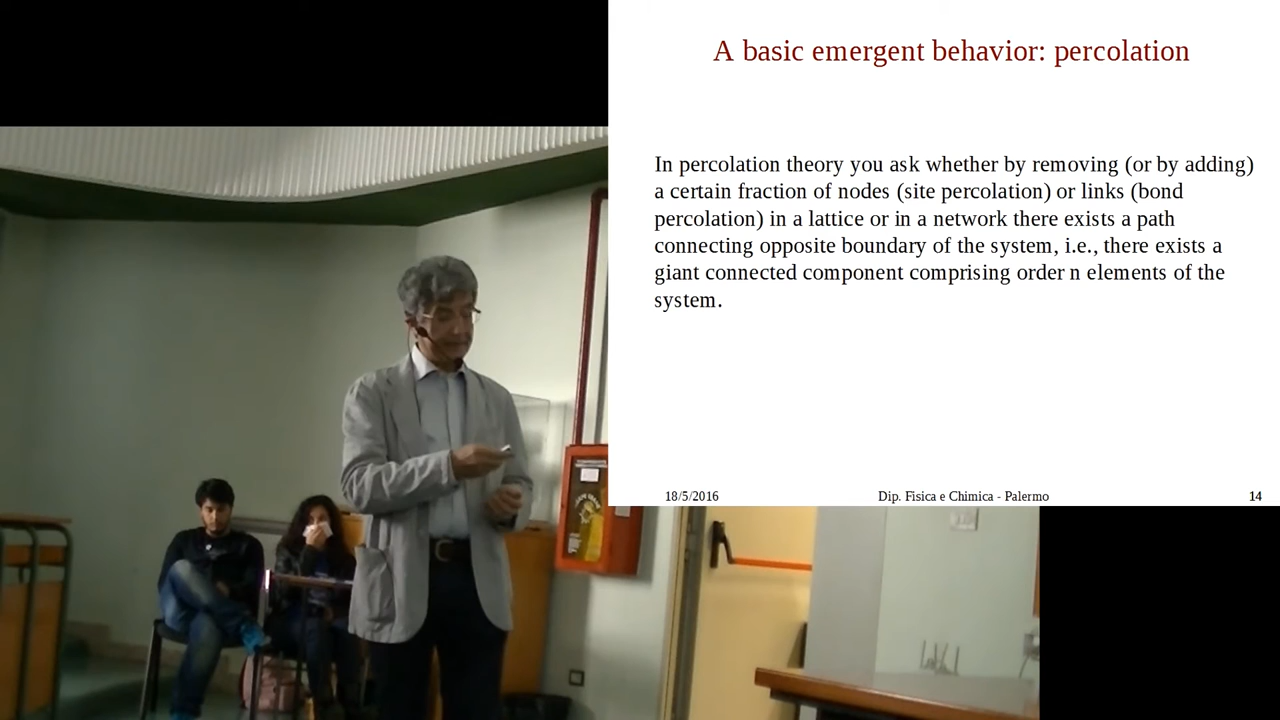 A basic emergent behavior: percolation
In percolation theory you ask whether by removing (or by adding)
a certain fraction of nodes (site percolation) or links (bond
percolation) in a lattice or in a network there exists a path
connecting opposite boundary of the system, i.e., there exists a
giant connected component comprising order n elements of the
system.
18/5/2016
Dip. Fisica e Chimica - Palermo
14